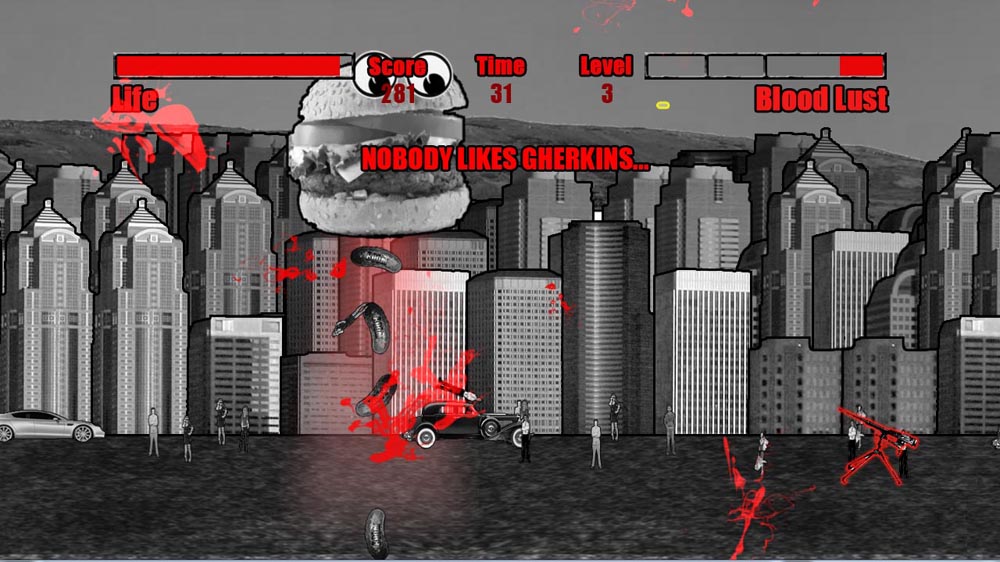 Score
Time
Level
281
31
3
Life
Blood Lust
NOBODY LIKES GHERKINS...